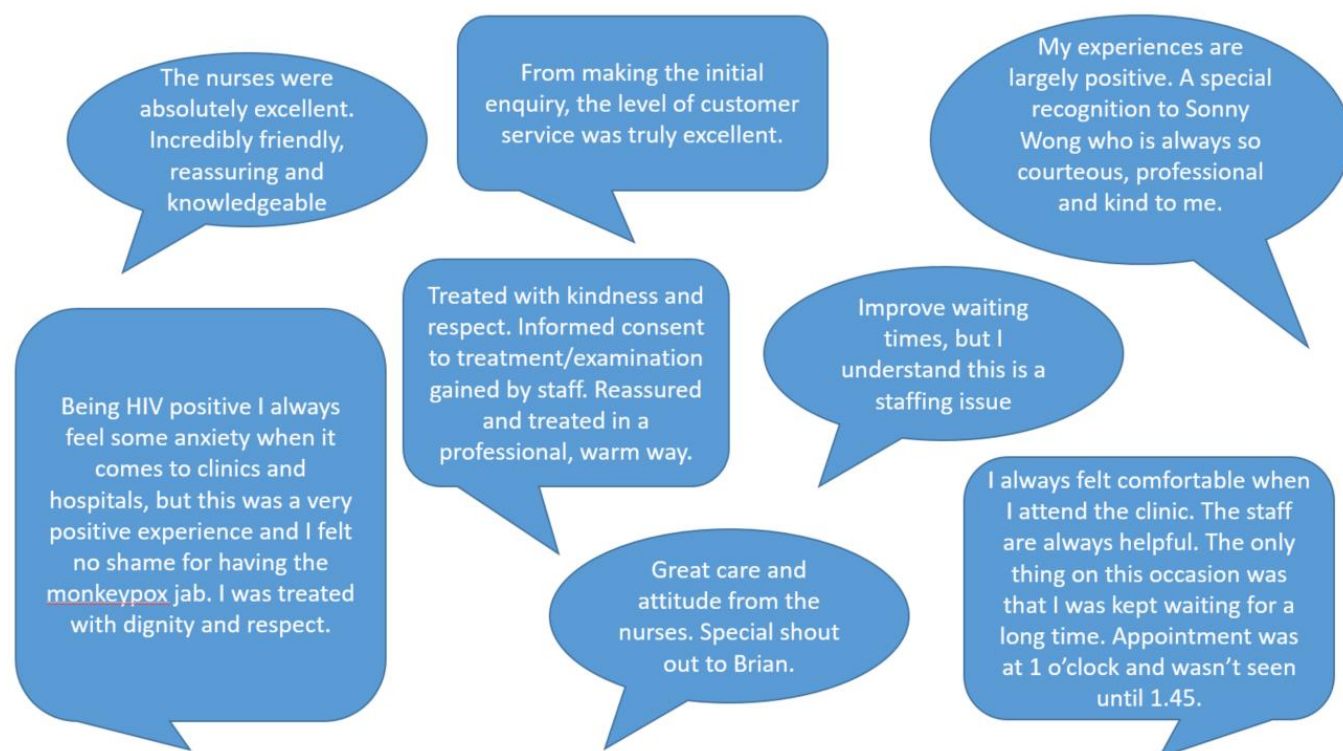 The nurses were
absolutely excellent.
Incredibly friendly,
reassuring and
knowledgeable
From making the initial
enquiry, the level of customer
service was truly excellent.
My experiences are
largely positive. A special
recognition to Sonny
Wong who is always so
courteous, professional
and kind to me.
Treated with kindness and
respect. Informed consent
to treatment/examination
gained by staff. Reassured
and treated in a
professional, warm way.
Improve waiting
times, but I
understand this is a
staffing issue
Being HIV positive I always
feel some anxiety when it
comes to clinics and
hospitals, but this was a very
positive experience and I felt
no shame for having the
monkeypox jab. I was treated
with dignity and respect.
Great care and
attitude from the
nurses. Special shout
out to Brian.
I always felt comfortable when
I attend the clinic. The staff
are always helpful. The only
thing on this occasion was
that I was kept waiting for a
long time. Appointment was
at 1 o’clock and wasn’t seen
until 1.45.